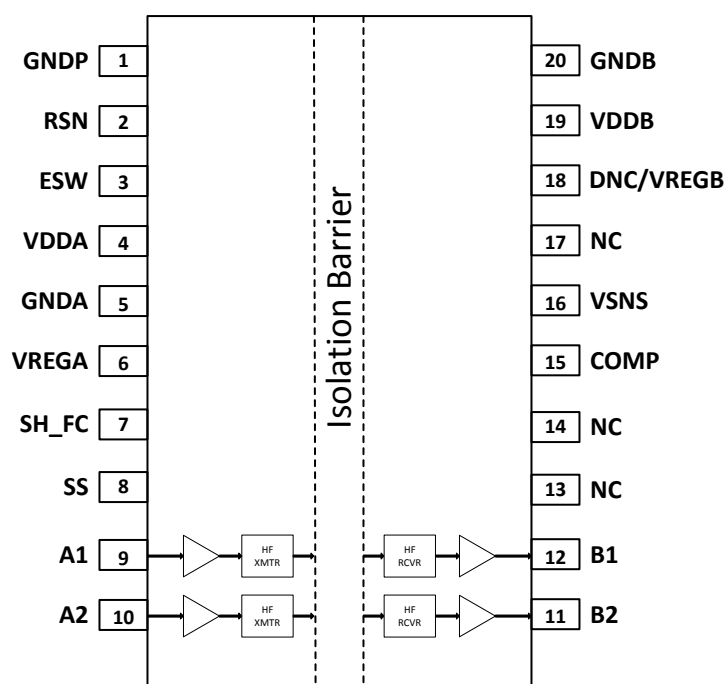 GNDP 1
RSN 2
ESW 3
VDDA 4
GNDA 5
VREGA 6
SH_FC 7
SS 8
A1 9
A2 10
HF
XMTR
HF
XMTR
Isolation Barrier
HF
RCVR
HF
RCVR
20 GNDB
19 VDDB
18 DNC/VREGB
17 NC
16 VSNS
15 COMP
14 NC
13 NC
12 B1
11 B2